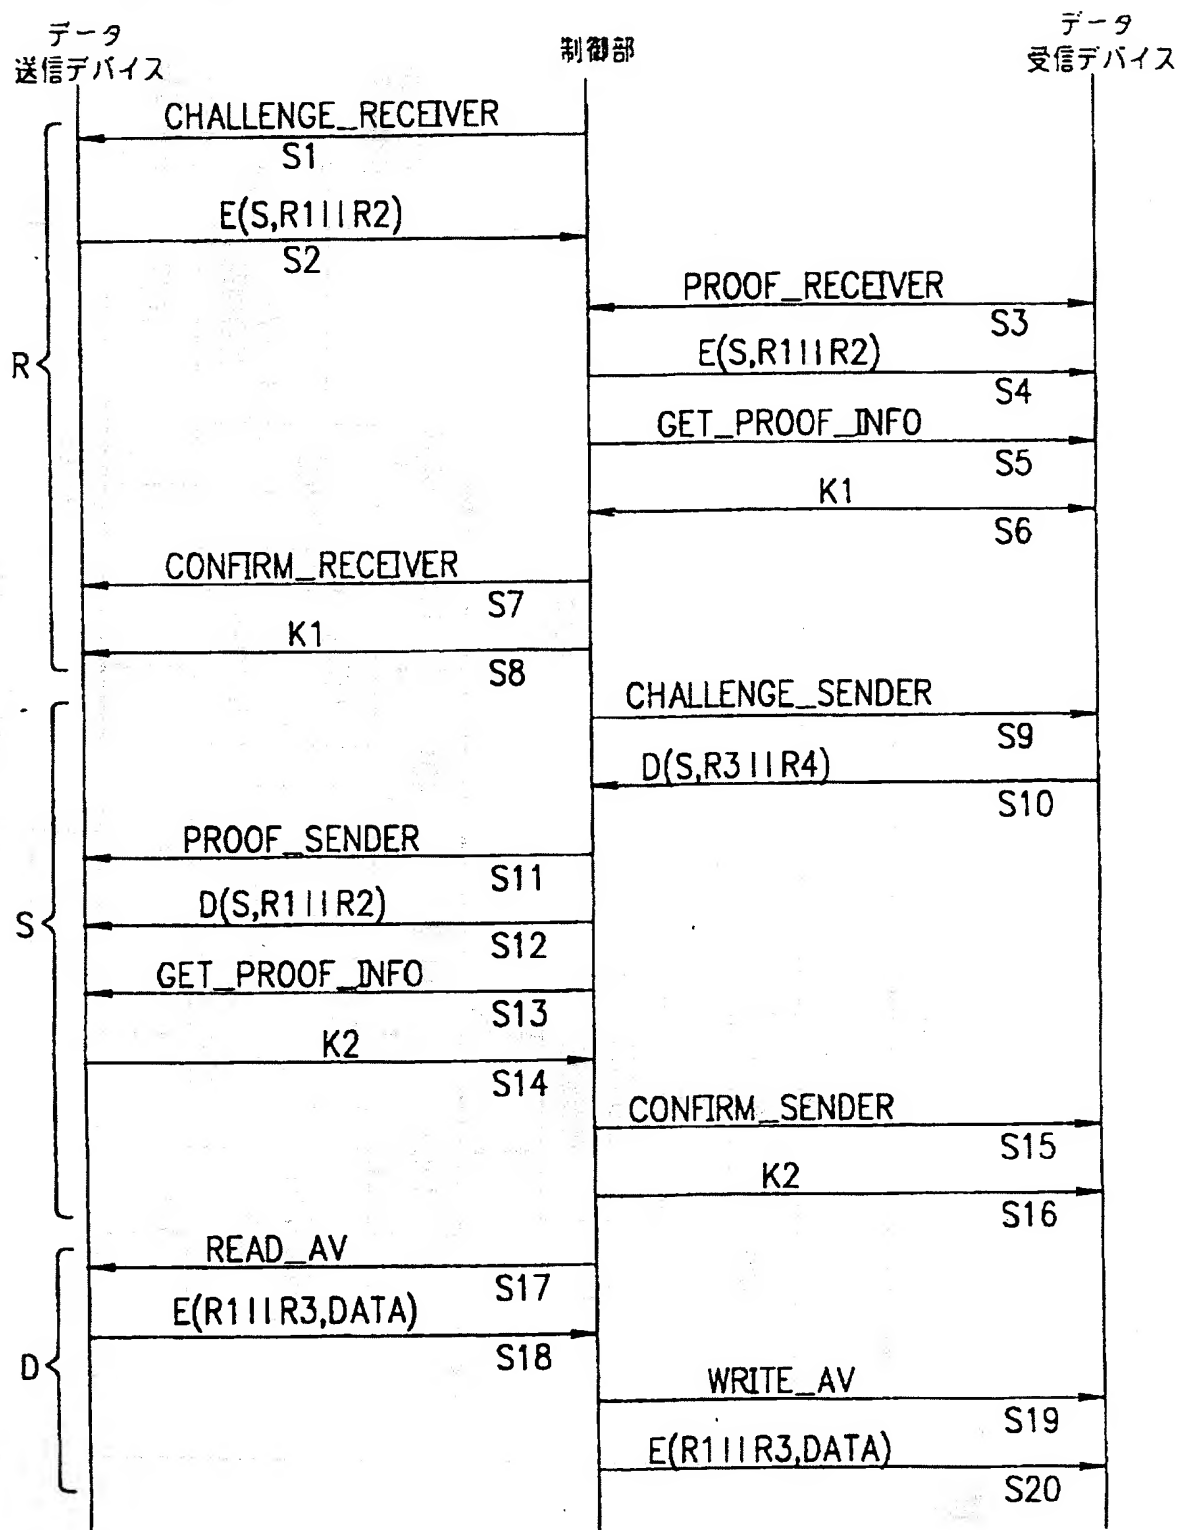 データ
送信デバイス
制御部
データ
受信デバイス
CHALLENGE_RECEIVER
S1
E(S,R1||R2)
S2
PROOF_RECEIVER
S3
E(S,R1||R2)
S4
GET_PROOF_INFO
S5
K1
S6
CONFIRM_RECEIVER
S7
K1
S8
R
CHALLENGE_SENDER
S9
D(S,R3||R4)
S10
PROOF_SENDER
S11
D(S,R1||R2)
S12
GET_PROOF_INFO
S13
K2
S14
CONFIRM_SENDER
S15
K2
S16
S
READ_AV
S17
E(R1||R3,DATA)
S18
WRITE_AV
S19
E(R1||R3,DATA)
S20
D